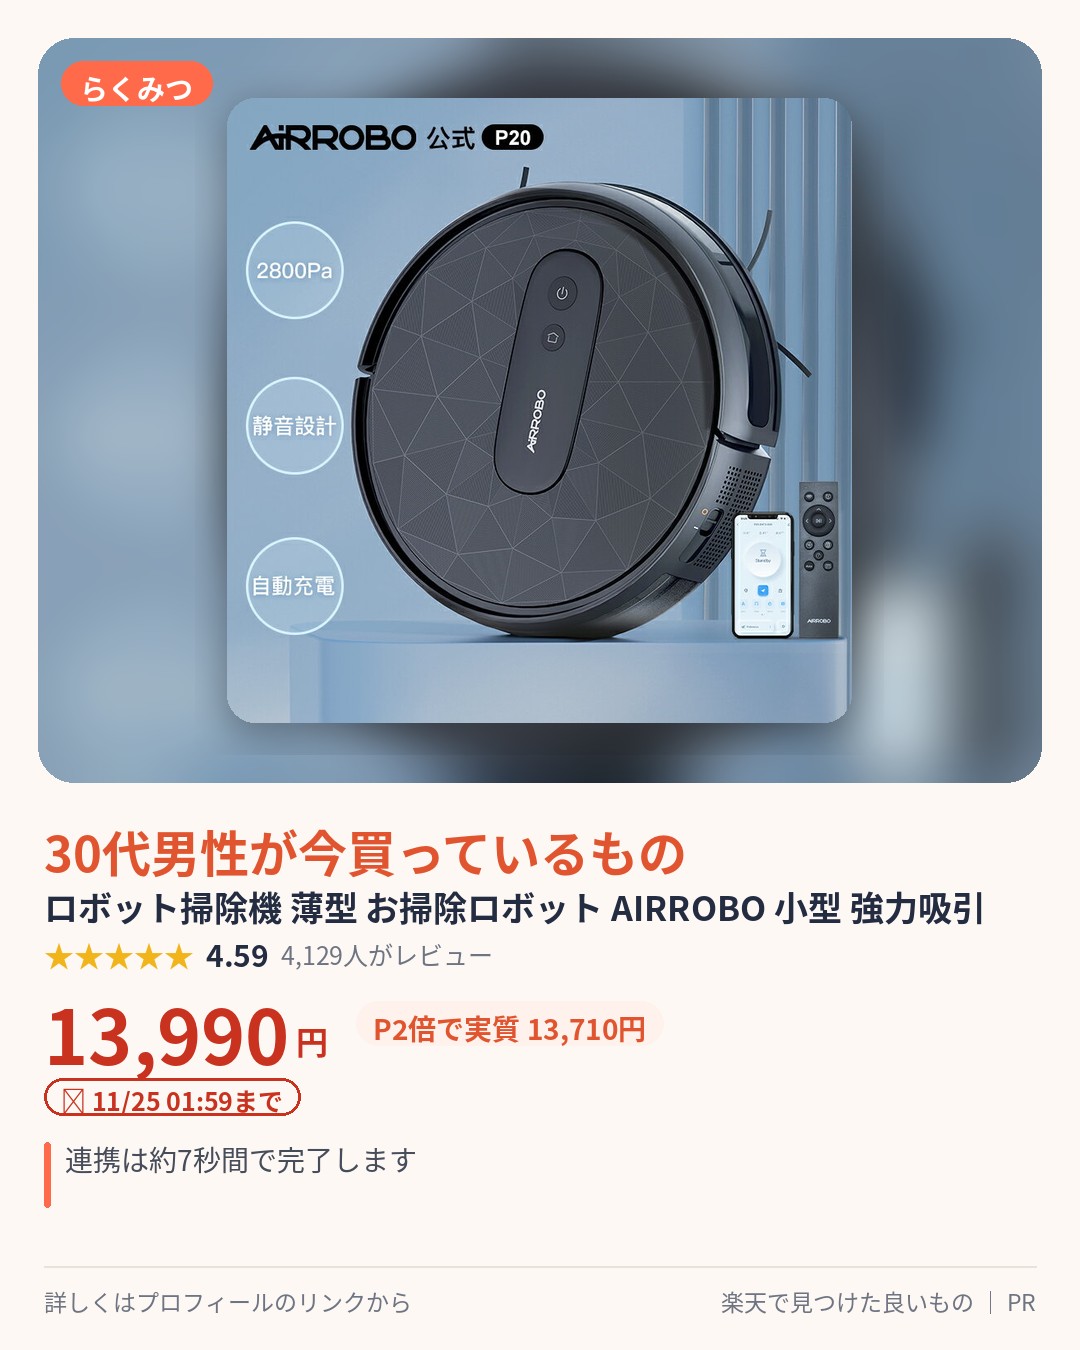 らくみつ
AIRROBO 公式 P20
2800Pa
静音設計
自動充電
AIRROBO
AIRROBO
30代男性が今買っているもの
ロボット掃除機 薄型 お掃除ロボット AIRROBO 小型 強力吸引
★★★★★ 4.59 4,129人がレビュー
13,990円 P2倍で実質 13,710円
11/25 01:59まで
連携は約7秒間で完了します
詳しくはプロフィールのリンクから
楽天で見つけた良いもの｜PR